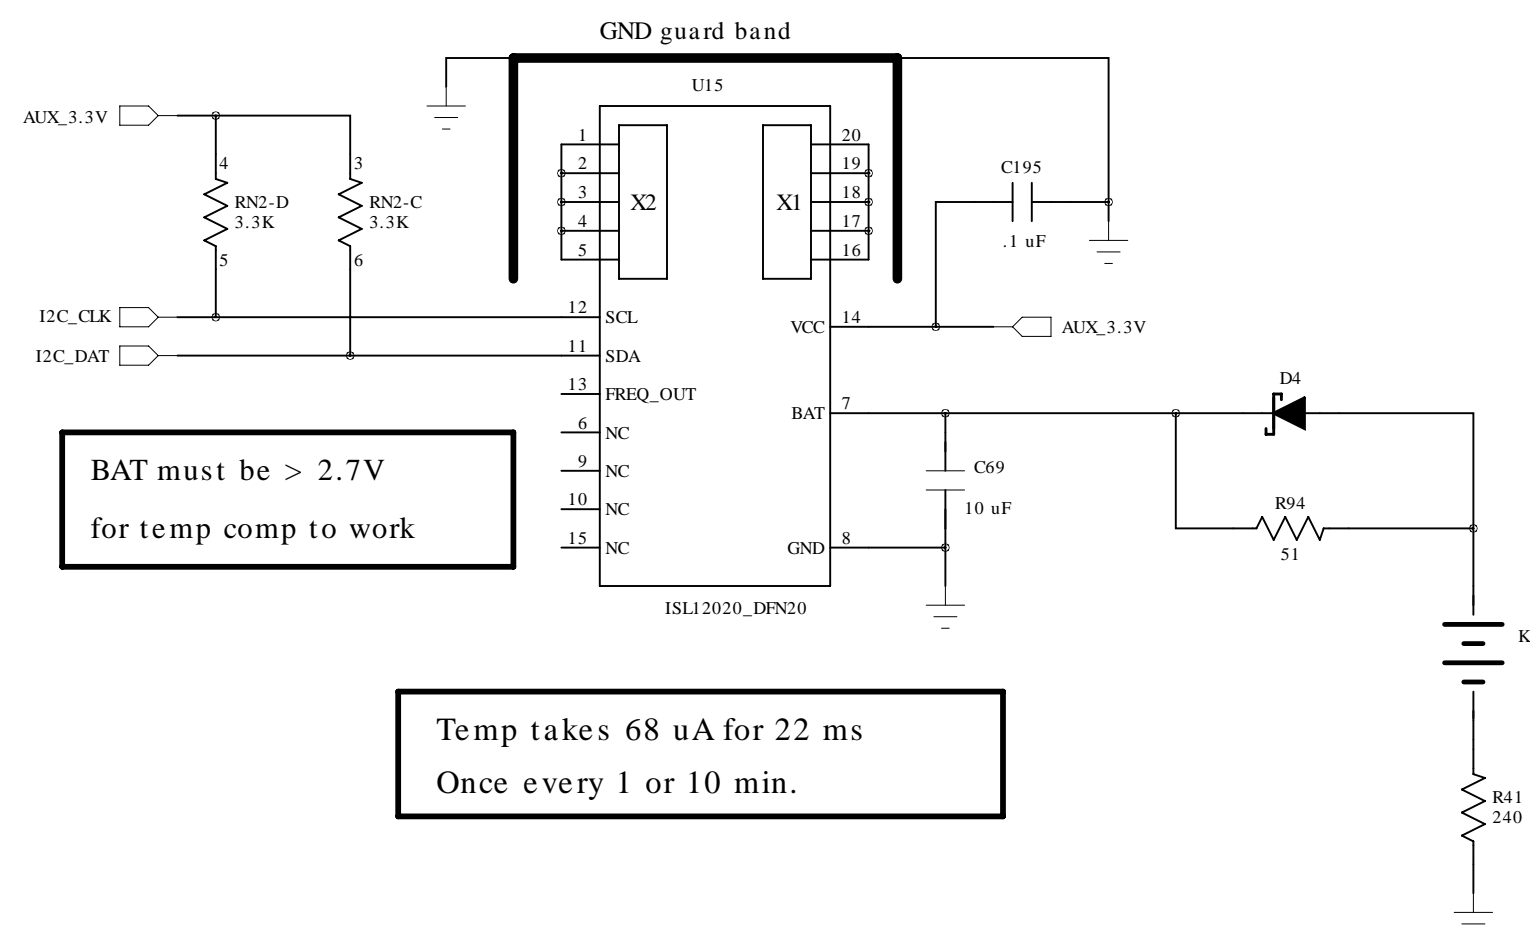 GND guard band
U15
AUX_3.3V
4
3
RN2-D
3.3K
RN2-C
3.3K
5
6
1
2
3
4
5
X2
X1
20
19
18
17
16
C195
.1 uF
I2C_CLK
12
SCL
I2C_DAT
11
SDA
13
FREQ_OUT
6
NC
9
NC
10
NC
15
NC
VCC
14
AUX_3.3V
BAT
7
D4
C69
10 uF
R94
51
GND
8
ISL12020_DFN20
BAT must be > 2.7V
for temp comp to work
K
Temp takes 68 uA for 22 ms
Once every 1 or 10 min.
R41
240